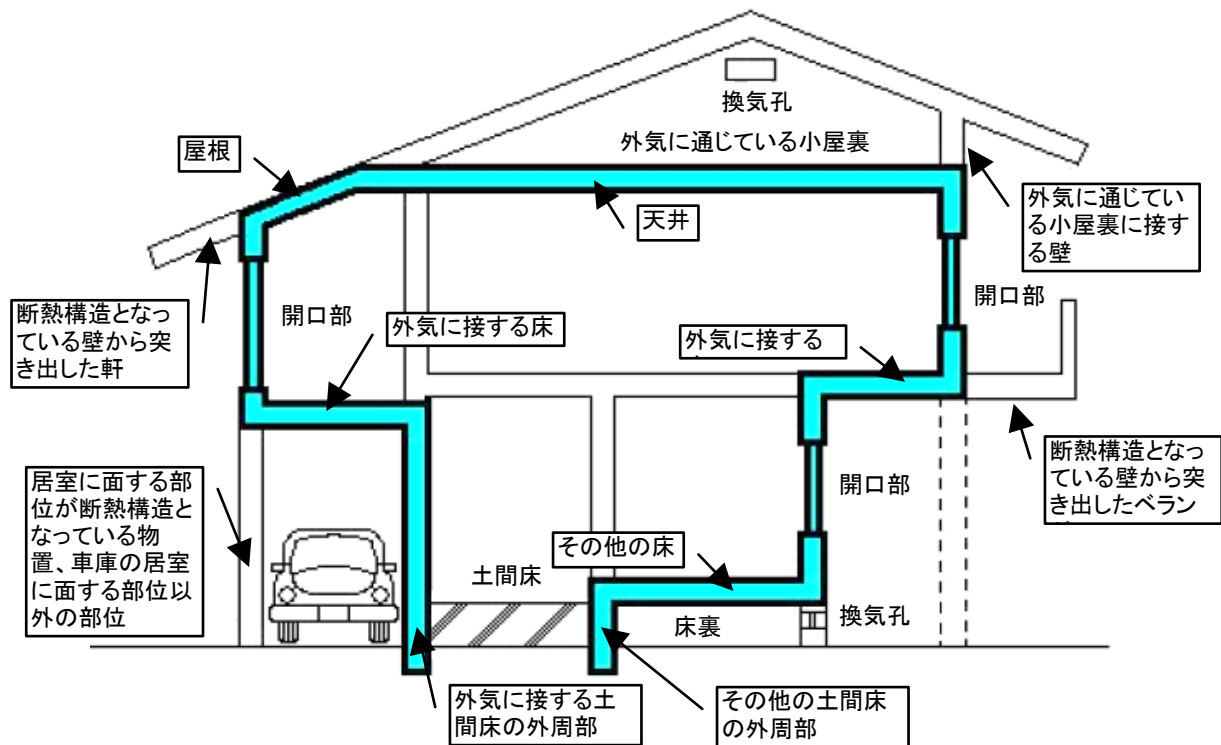 換気孔
外気に通じている小屋裏
屋根
天井
外気に通じてい
る小屋裏に接す
る壁
断熱構造となっ
ている壁から突
き出した軒
開口部
外気に接する床
外気に接する
開口部
断熱構造となっ
ている壁から突
き出したベラン
居室に面する部
位が断熱構造と
なっている物
置、車庫の居室
に面する部位以
外の部位
開口部
土間床
その他の床
床裏
換気孔
外気に接する土
間床の外周部
その他の土間床
の外周部